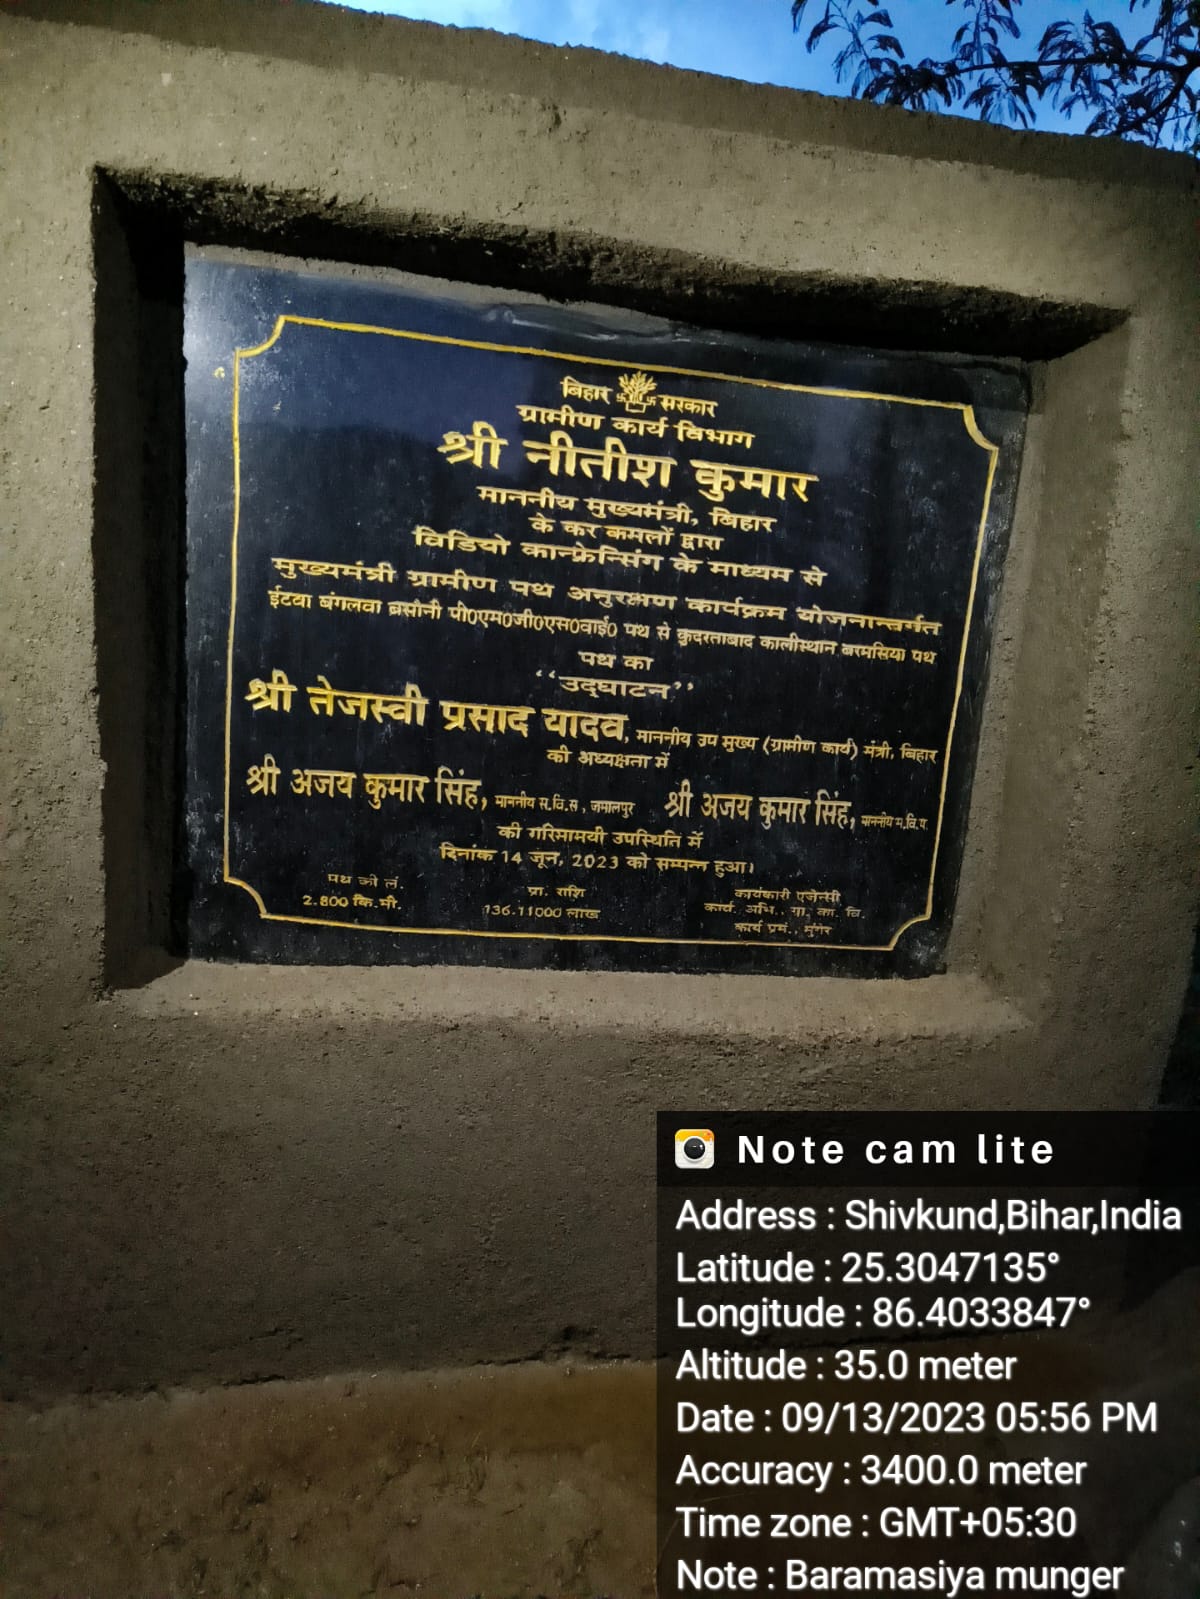 बिहार सरकार
ग्रामीण कार्य विभाग
श्री नीतीश कुमार
माननीय मुख्यमंत्री, बिहार
के कर कमलों द्वारा
विडियो कान्फ्रेन्सिंग के माध्यम से
मुख्यमंत्री ग्रामीण पथ अनुरक्षण कार्यक्रम योजनान्तर्गत
ईटवा बंगलवा ब्रसौनी पी0एम0जी0एस0वाई0 पथ से कुदरताबाद कालीस्थान बरमसिया पथ
पथ का
“उद्घाटन”
श्री तेजस्वी प्रसाद यादव, माननीय उप मुख्य (ग्रामीण कार्य) मंत्री, बिहार
की अध्यक्षता में
श्री अजय कुमार सिंह, माननीय स.वि.स, जमालपुर श्री अजय कुमार सिंह, माननीय स.वि.प.
की गरिमामयी उपस्थिति में
दिनांक 14 जून, 2023 को सम्पन्न हुआ।
पथ की लं. प्रा. राशि कार्यकारी एजेन्सी
2.800 कि.मी. 136.11000 लाख कार्य. अभि., ग्रा. का. वि.
कार्य प्रमं., मुंगेर
Note cam lite
Address : Shivkund,Bihar,India
Latitude : 25.3047135°
Longitude : 86.4033847°
Altitude : 35.0 meter
Date : 09/13/2023 05:56 PM
Accuracy : 3400.0 meter
Time zone : GMT+05:30
Note : Baramasiya munger